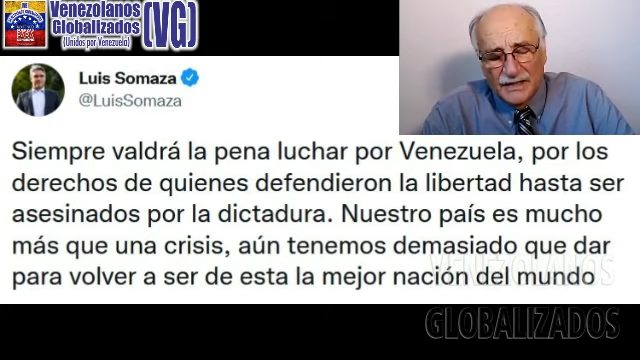 Venezolanos
Globalizados
(Unidos por Venezuela)
(VG)
Luis Somaza
@LuisSomaza
Siempre valdrá la pena luchar por Venezuela, por los
derechos de quienes defendieron la libertad hasta ser
asesinados por la dictadura. Nuestro país es mucho
más que una crisis, aún tenemos demasiado que dar
para volver a ser de esta la mejor nación del mundo
VENEZOLANOS
GLOBALIZADOS